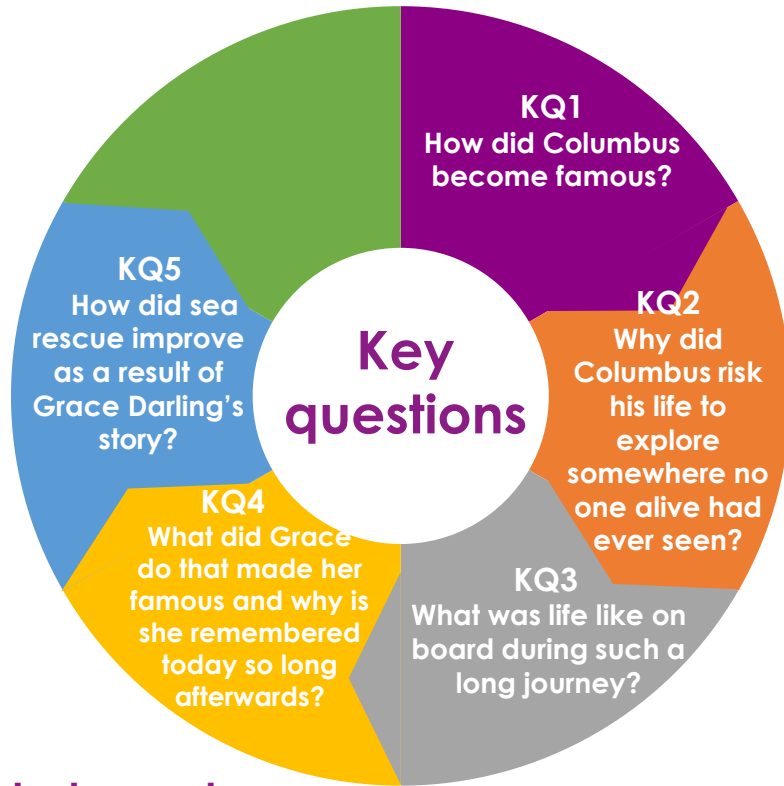 KQ1
How did Columbus
become famous?
KQ2
Why did
Columbus risk
his life to
explore
somewhere no
one alive had
ever seen?
KQ3
What was life like on
board during such a
long journey?
KQ4
What did Grace
do that made her
famous and why is
she remembered
today so long
afterwards?
KQ5
How did sea
rescue improve
as a result of
Grace Darling's
story?
Key
questions